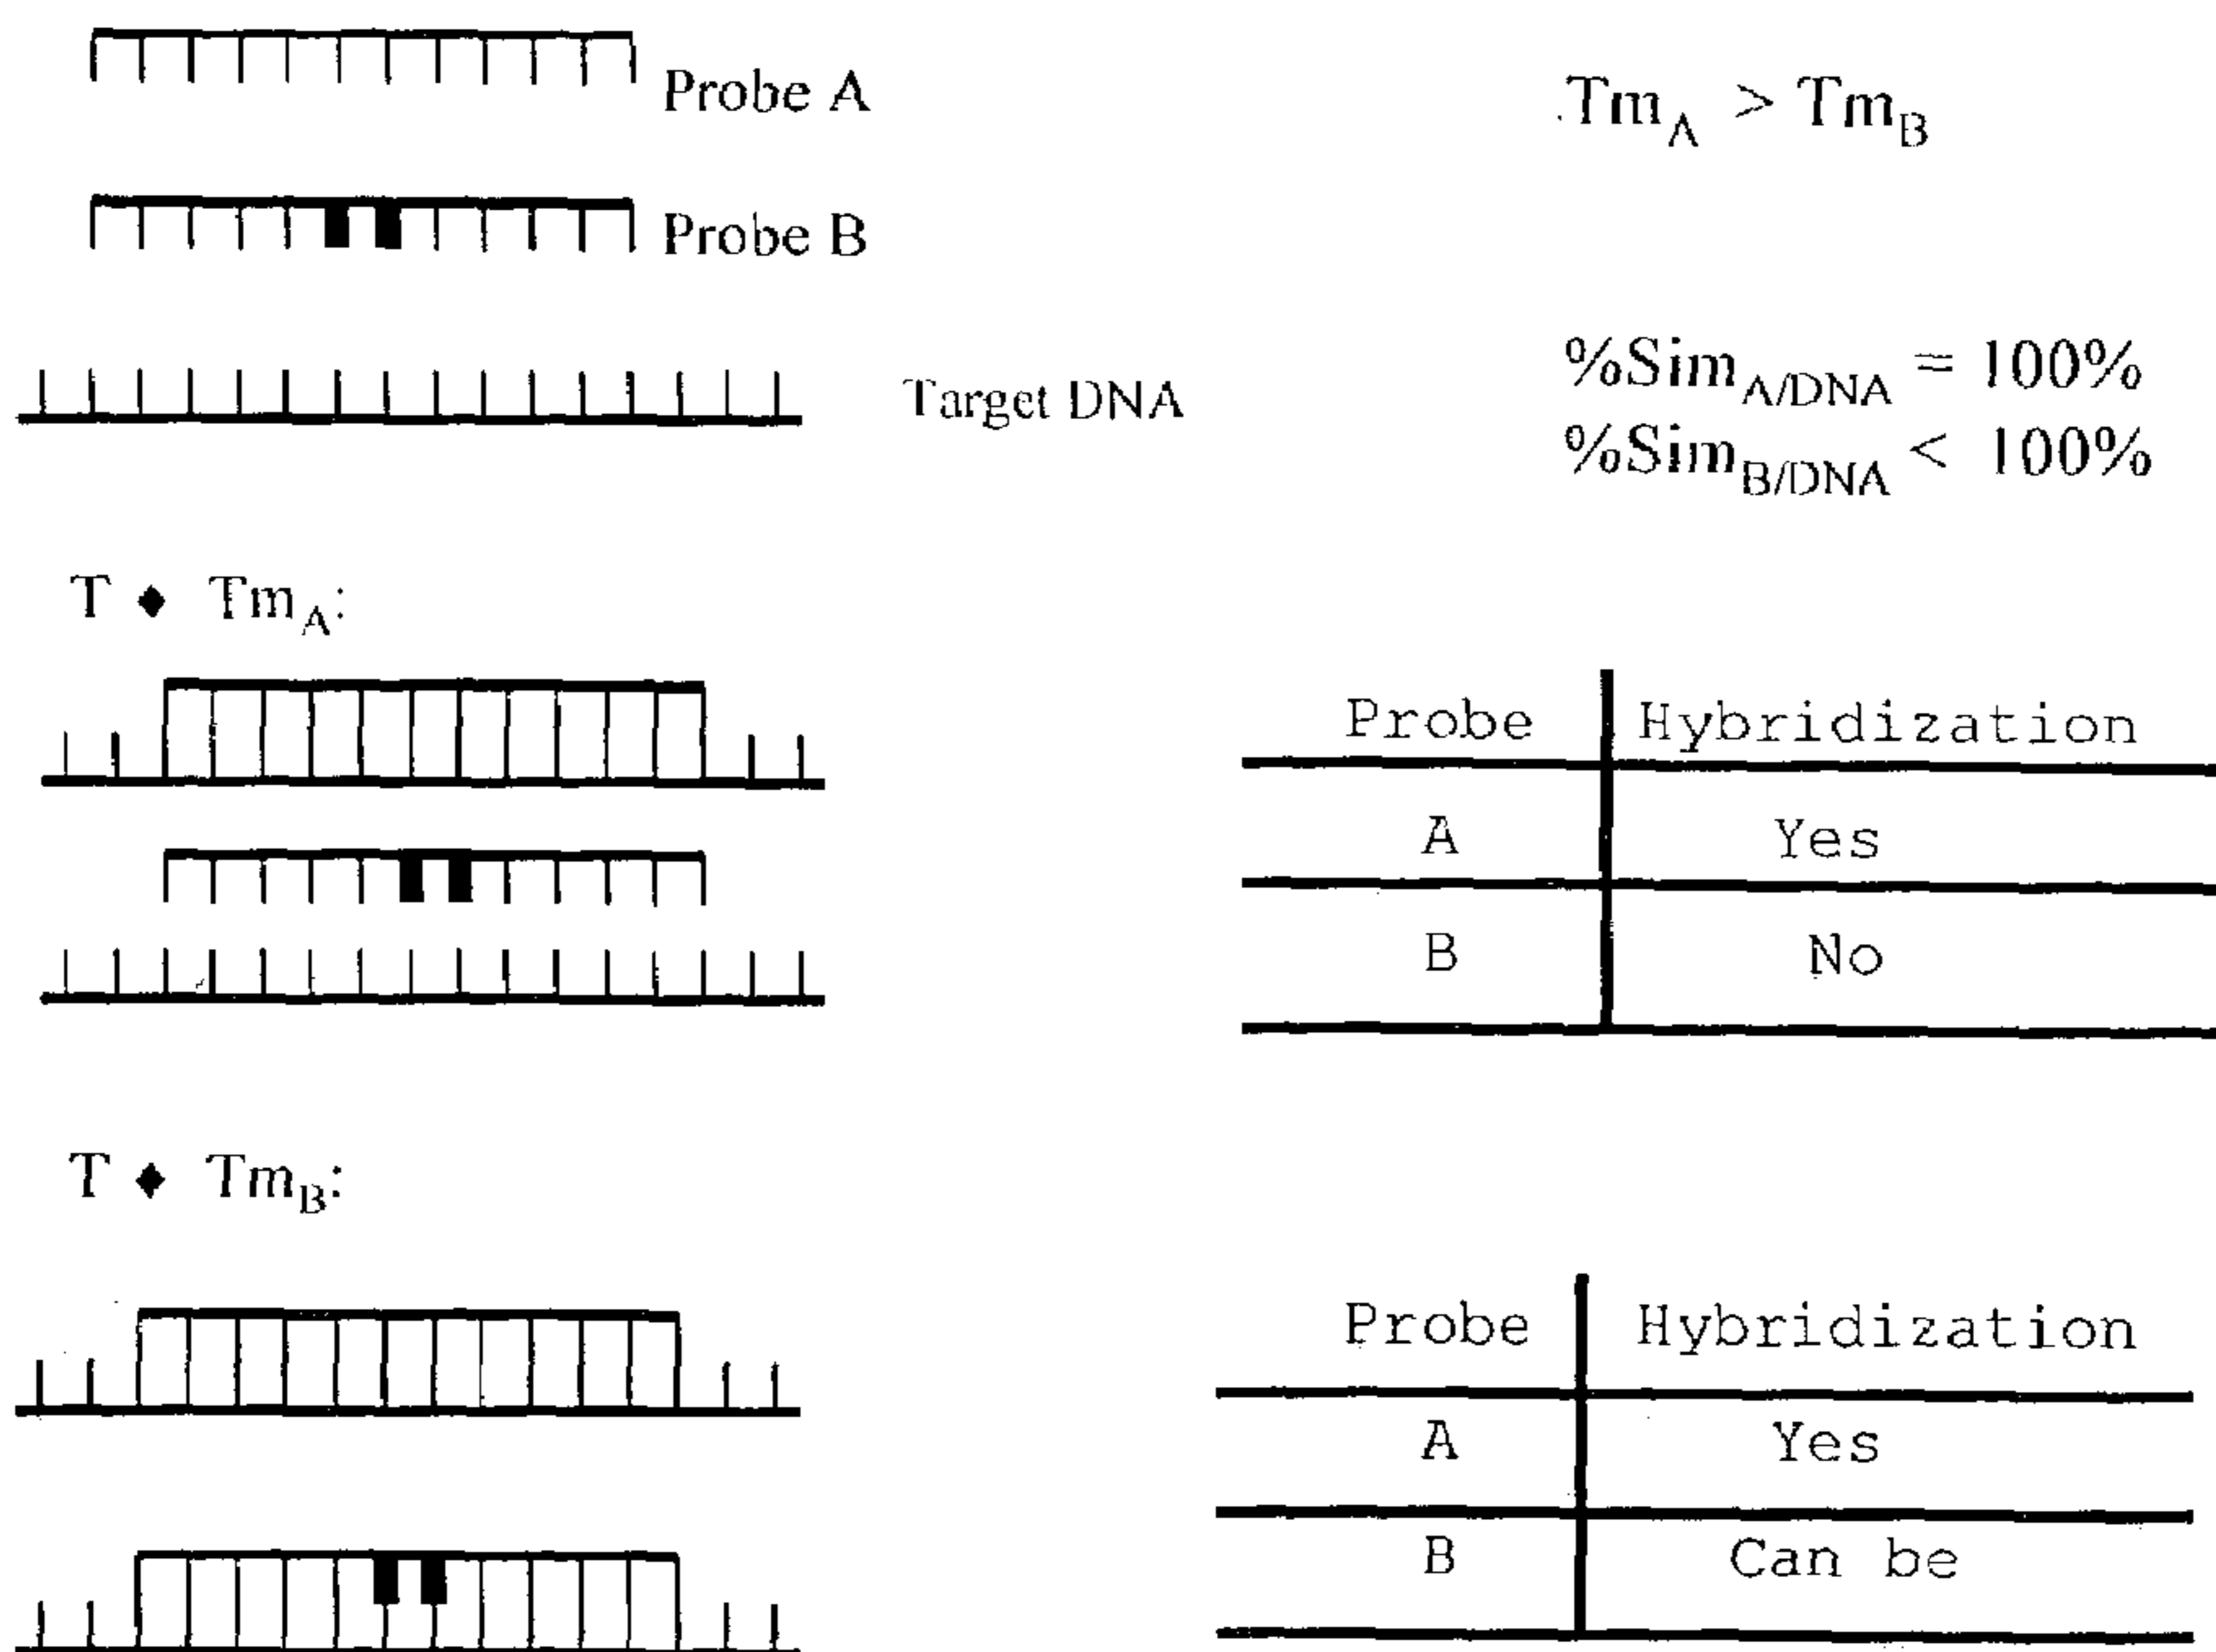 Probe A
Tm_A > Tm_B
Probe B
Target DNA
%Sim_A/DNA = 100%
%Sim_B/DNA < 100%
T ♦ Tm_A:
Probe Hybridization
A Yes
B No
T ♦ Tm_B:
Probe Hybridization
A Yes
B Can be